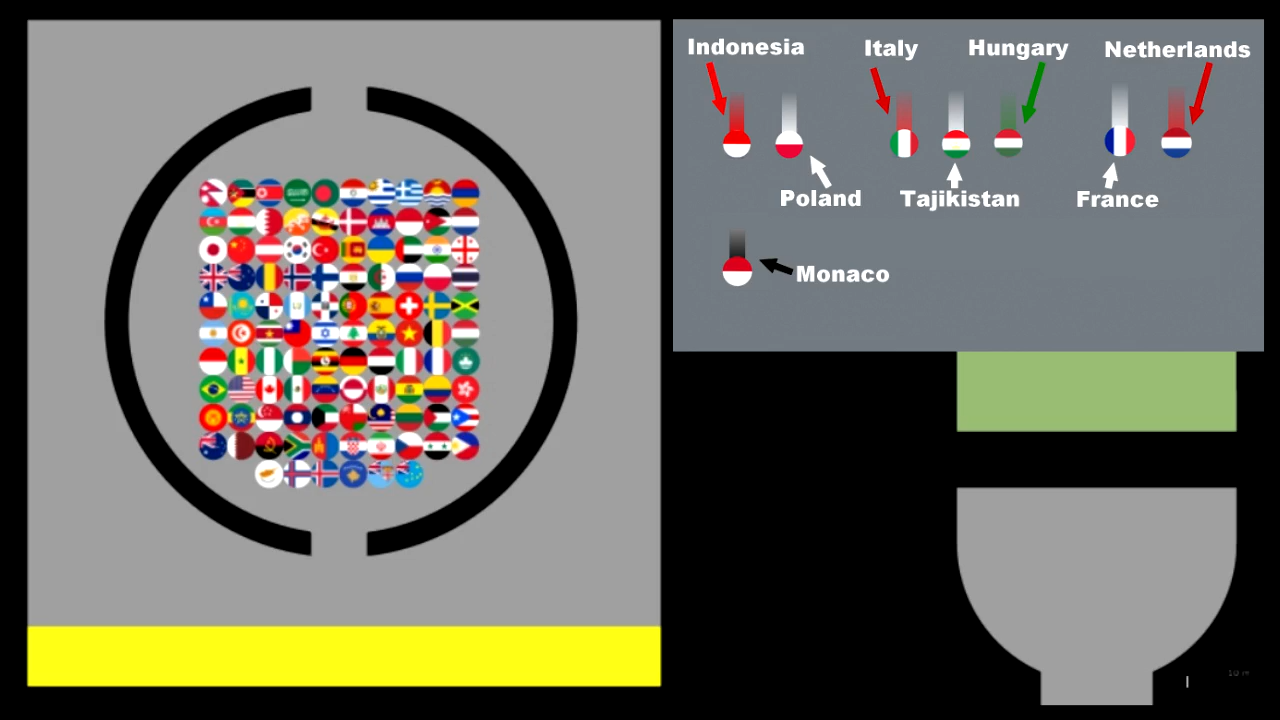 Indonesia
Italy
Hungary
Netherlands
Poland
Tajikistan
France
Monaco